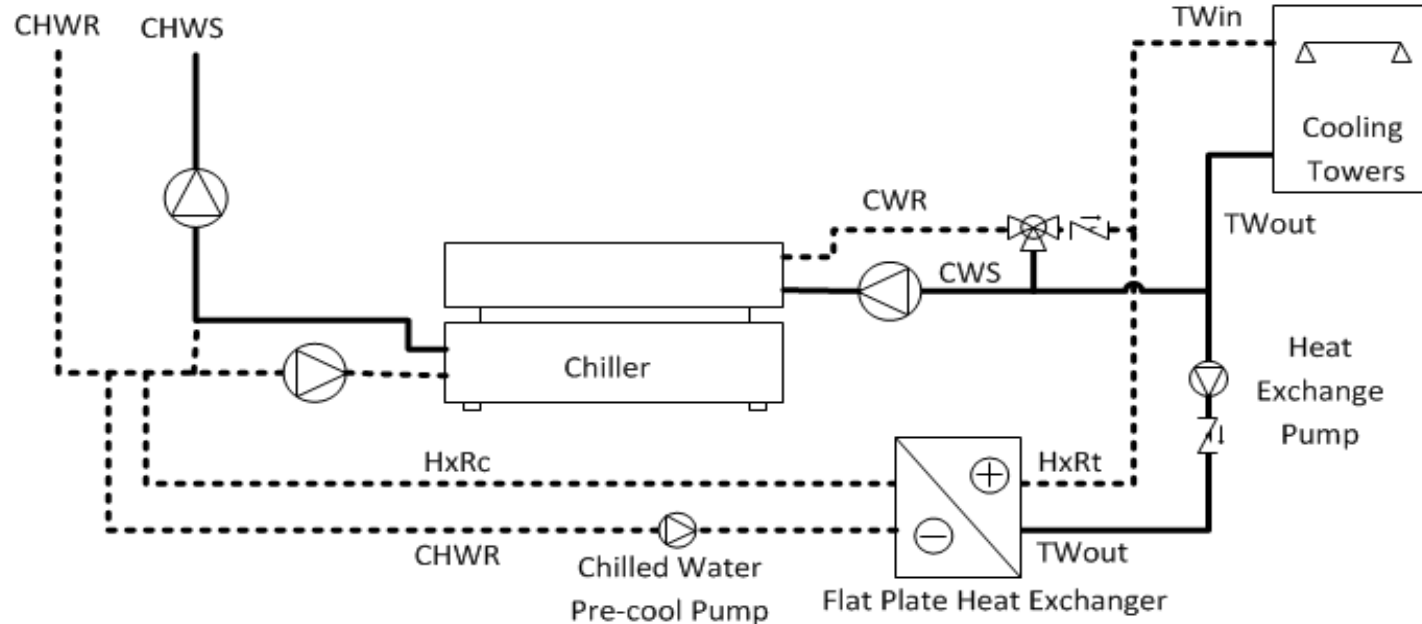 CHWR
CHWS
TWin
Cooling
Towers
CWR
TWout
CWS
Chiller
Heat
Exchange
Pump
HxRc
HxRt
CHWR
TWout
Chilled Water
Pre-cool Pump
Flat Plate Heat Exchanger